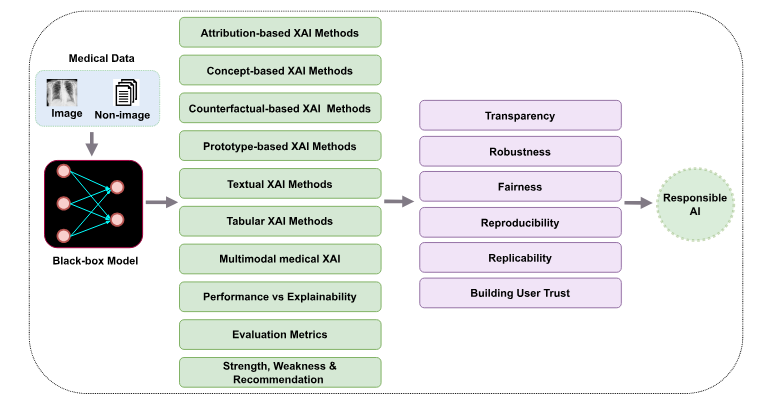 Medical Data
Image
Non-image
Black-box Model
Attribution-based XAI Methods
Concept-based XAI Methods
Counterfactual-based XAI Methods
Prototype-based XAI Methods
Textual XAI Methods
Tabular XAI Methods
Multimodal medical XAI
Performance vs Explainability
Evaluation Metrics
Strength, Weakness &
Recommendation
Transparency
Robustness
Fairness
Reproducibility
Replicability
Building User Trust
Responsible
AI